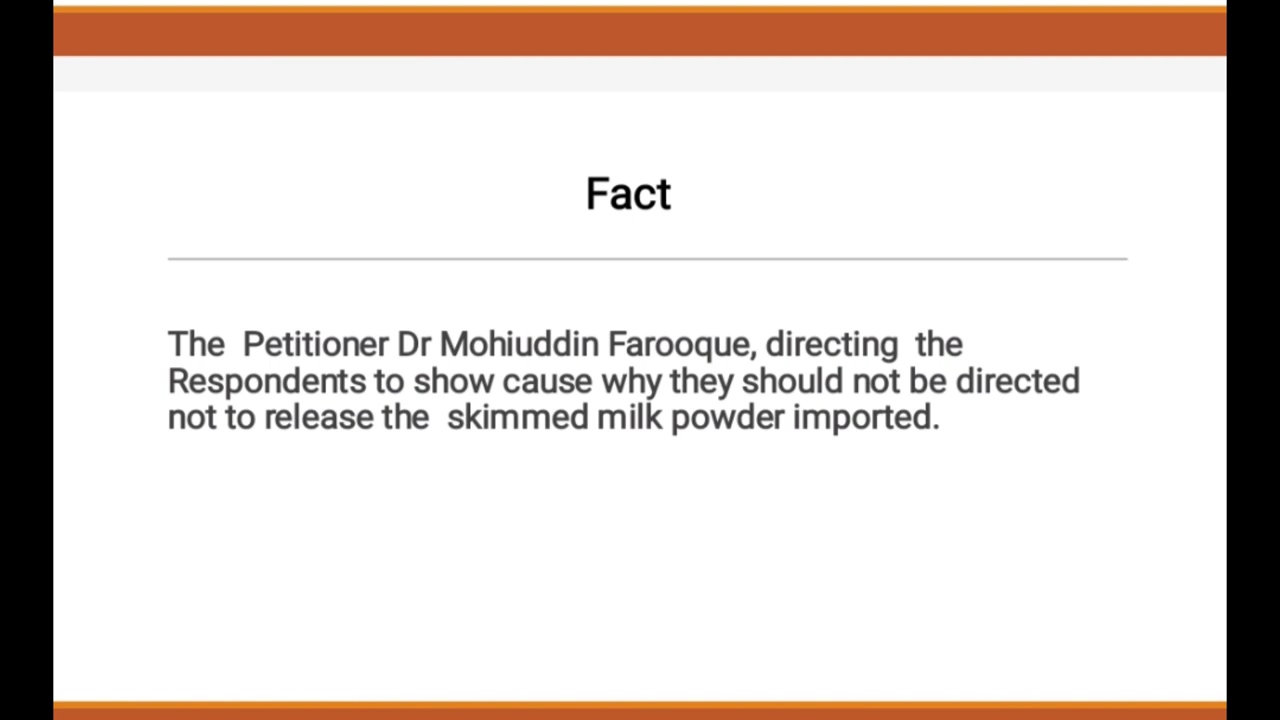 Fact
The Petitioner Dr Mohiuddin Farooque, directing the
Respondents to show cause why they should not be directed
not to release the skimmed milk powder imported.